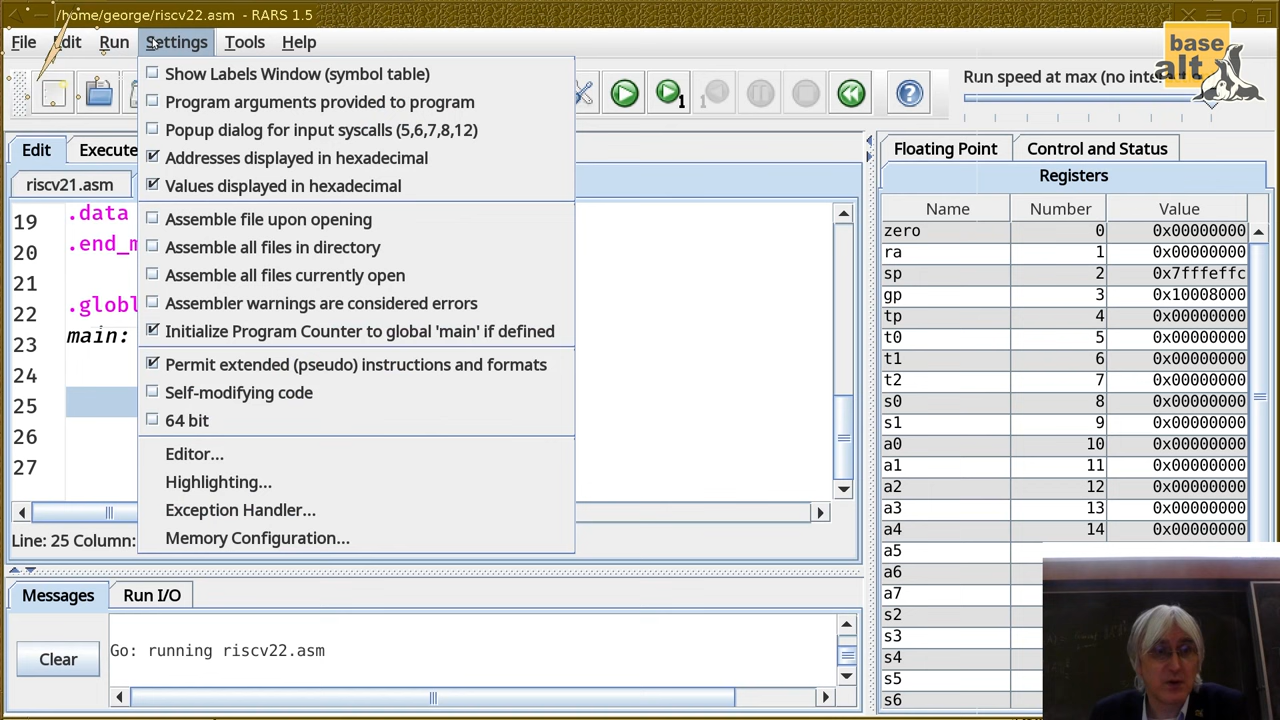 /home/george/riscv22.asm - RARS 1.5
File Edit Run Settings Tools Help
base
alt
Run speed at max (no inte
Show Labels Window (symbol table)
Program arguments provided to program
Popup dialog for input syscalls (5,6,7,8,12)
Addresses displayed in hexadecimal
Values displayed in hexadecimal
Assemble file upon opening
Assemble all files in directory
Assemble all files currently open
Assembler warnings are considered errors
Initialize Program Counter to global 'main' if defined
Permit extended (pseudo) instructions and formats
Self-modifying code
64 bit
Editor...
Highlighting...
Exception Handler...
Memory Configuration...
Edit Execute
riscv21.asm
19 .data
20 .end_m
21
22 .globl
23 main:
24
25
26
27
Line: 25 Column:
Floating Point Control and Status
Registers
Name Number Value
zero 0 0x00000000
ra 1 0x00000000
sp 2 0x7fffeffc
gp 3 0x10008000
tp 4 0x00000000
t0 5 0x00000000
t1 6 0x00000000
t2 7 0x00000000
s0 8 0x00000000
s1 9 0x00000000
a0 10 0x00000000
a1 11 0x00000000
a2 12 0x00000000
a3 13 0x00000000
a4 14 0x00000000
a5
a6
a7
s2
s3
s4
s5
s6
Messages Run I/O
Clear
Go: running riscv22.asm